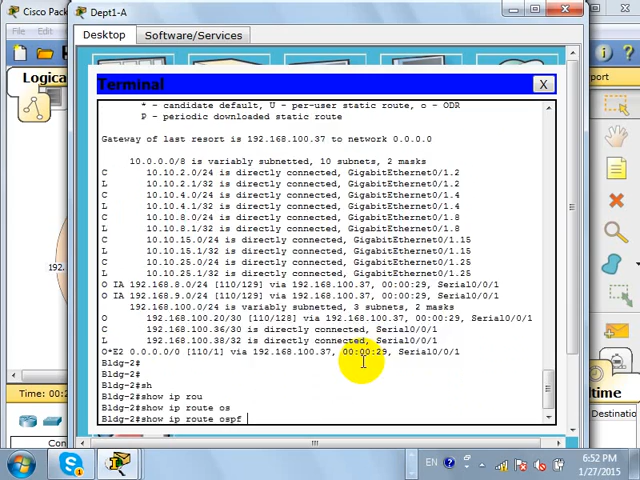 Cisco Pack
Dept1-A
File
Desktop
Software/Services
Logical
Terminal
X
port
* - candidate default, U - per-user static route, o - ODR
P - periodic downloaded static route
Gateway of last resort is 192.168.100.37 to network 0.0.0.0
10.0.0.0/8 is variably subnetted, 10 subnets, 2 masks
C 10.10.2.0/24 is directly connected, GigabitEthernet0/1.2
L 10.10.2.1/32 is directly connected, GigabitEthernet0/1.2
C 10.10.4.0/24 is directly connected, GigabitEthernet0/1.4
L 10.10.4.1/32 is directly connected, GigabitEthernet0/1.4
C 10.10.8.0/24 is directly connected, GigabitEthernet0/1.8
L 10.10.8.1/32 is directly connected, GigabitEthernet0/1.8
C 10.10.15.0/24 is directly connected, GigabitEthernet0/1.15
L 10.10.15.1/32 is directly connected, GigabitEthernet0/1.15
C 10.10.25.0/24 is directly connected, GigabitEthernet0/1.25
L 10.10.25.1/32 is directly connected, GigabitEthernet0/1.25
192.
O IA 192.168.8.0/24 [110/129] via 192.168.100.37, 00:00:29, Serial0/0/1
O IA 192.168.9.0/24 [110/129] via 192.168.100.37, 00:00:29, Serial0/0/1
192.168.100.0/24 is variably subnetted, 3 subnets, 2 masks
O 192.168.100.20/30 [110/128] via 192.168.100.37, 00:00:29, Serial0/0/1
C 192.168.100.36/30 is directly connected, Serial0/0/1
L 192.168.100.38/32 is directly connected, Serial0/0/1
O*E2 0.0.0.0/0 [110/1] via 192.168.100.37, 00:00:29, Serial0/0/1
Bldg-2#
Bldg-2#
Bldg-2#sh
Bldg-2#show ip rou
Bldg-2#show ip route os
Bldg-2#show ip route ospf
Time: 00:2
Destinatio
EN
6:52 PM
1/27/2015